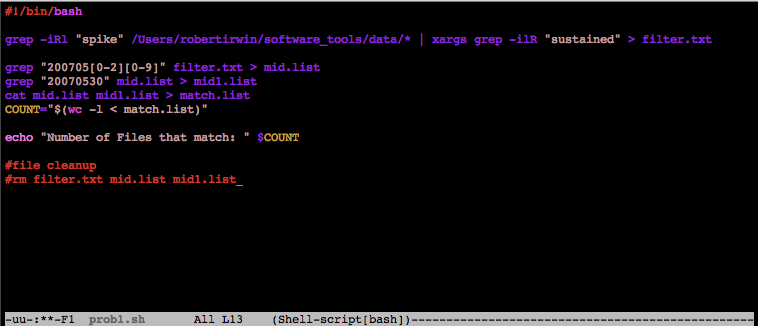 #!/bin/bash
grep -iRl "spike" /Users/robertirwin/software_tools/data/* | xargs grep -ilR "sustained" > filter.txt
grep "200705[0-2][0-9]" filter.txt > mid.list
grep "20070530" mid.list > mid1.list
cat mid.list mid1.list > match.list
COUNT="$(wc -l < match.list)"
echo "Number of Files that match: " $COUNT
#file cleanup
#rm filter.txt mid.list mid1.list_
-uu-:**-F1 prob1.sh All L13 (Shell-script[bash])------------------------------------------------